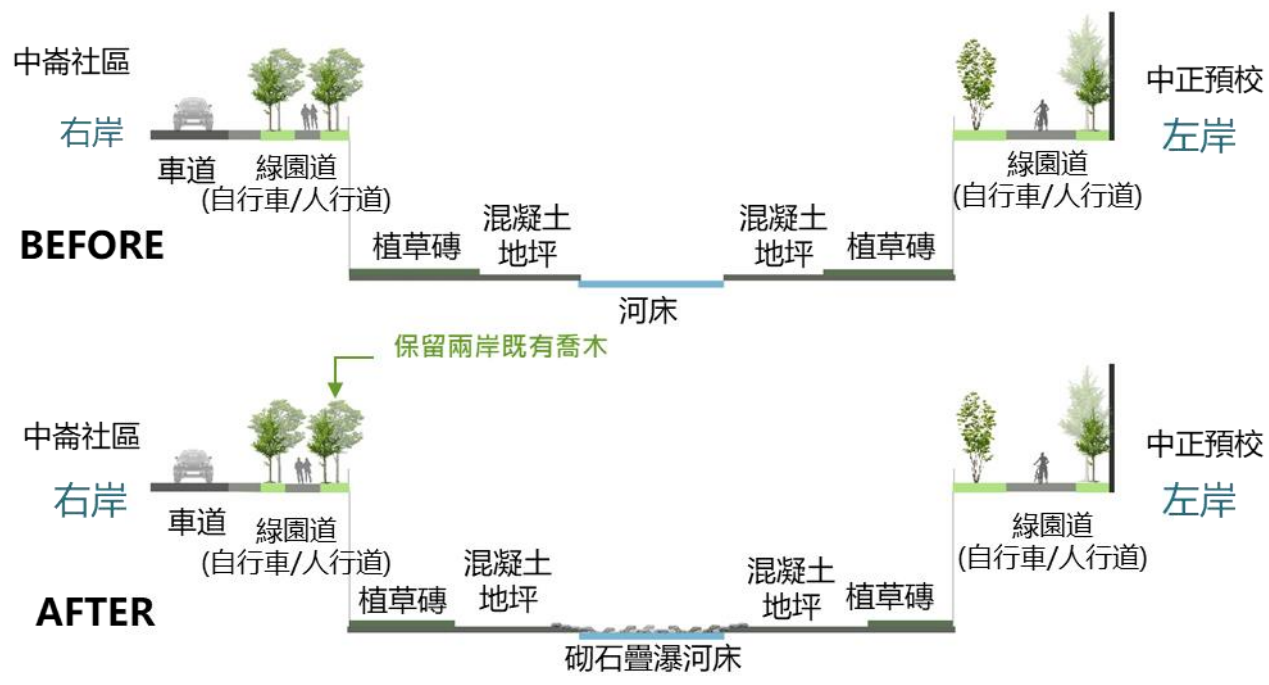 中崙社區
右岸
車道
綠園道
(自行車/人行道)
中正預校
左岸
綠園道
(自行車/人行道)
BEFORE
植草磚
混凝土
地坪
混凝土
地坪
植草磚
河床
保留兩岸既有喬木
中崙社區
右岸
車道
綠園道
(自行車/人行道)
中正預校
左岸
綠園道
(自行車/人行道)
AFTER
植草磚
混凝土
地坪
混凝土
地坪
植草磚
砌石疊瀑河床